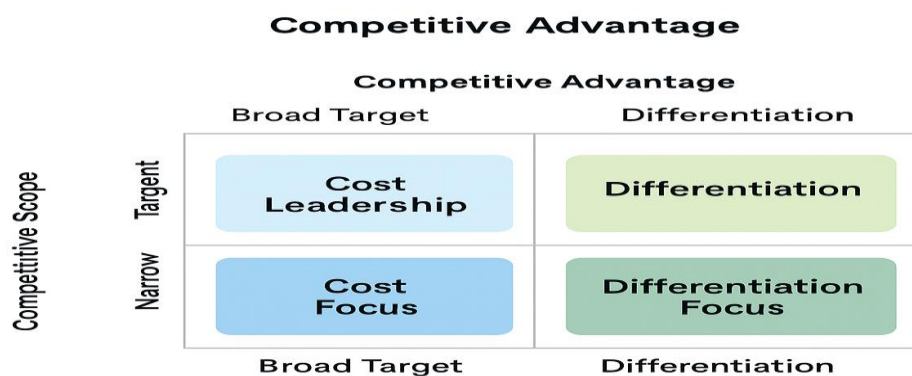 Competitive Advantage
Competitive Advantage
Broad Target
Differentiation
Competititive Scope
Targent
Cost
Leadership
Differentiation
Narrow
Cost
Focus
Differentiation
Focus
Broad Target
Differentiation